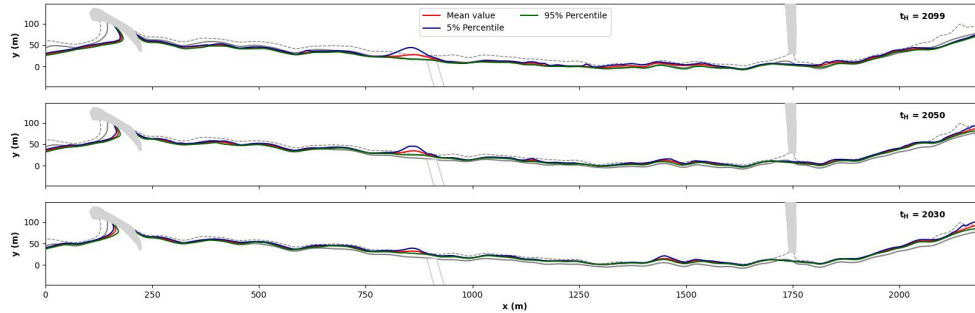 Mean value
5% Percentile
95% Percentile
t_H = 2099
y (m)
100
50
0
t_H = 2050
y (m)
100
50
0
t_H = 2030
y (m)
100
50
0
0
250
500
750
1000
1250
1500
1750
2000
x (m)